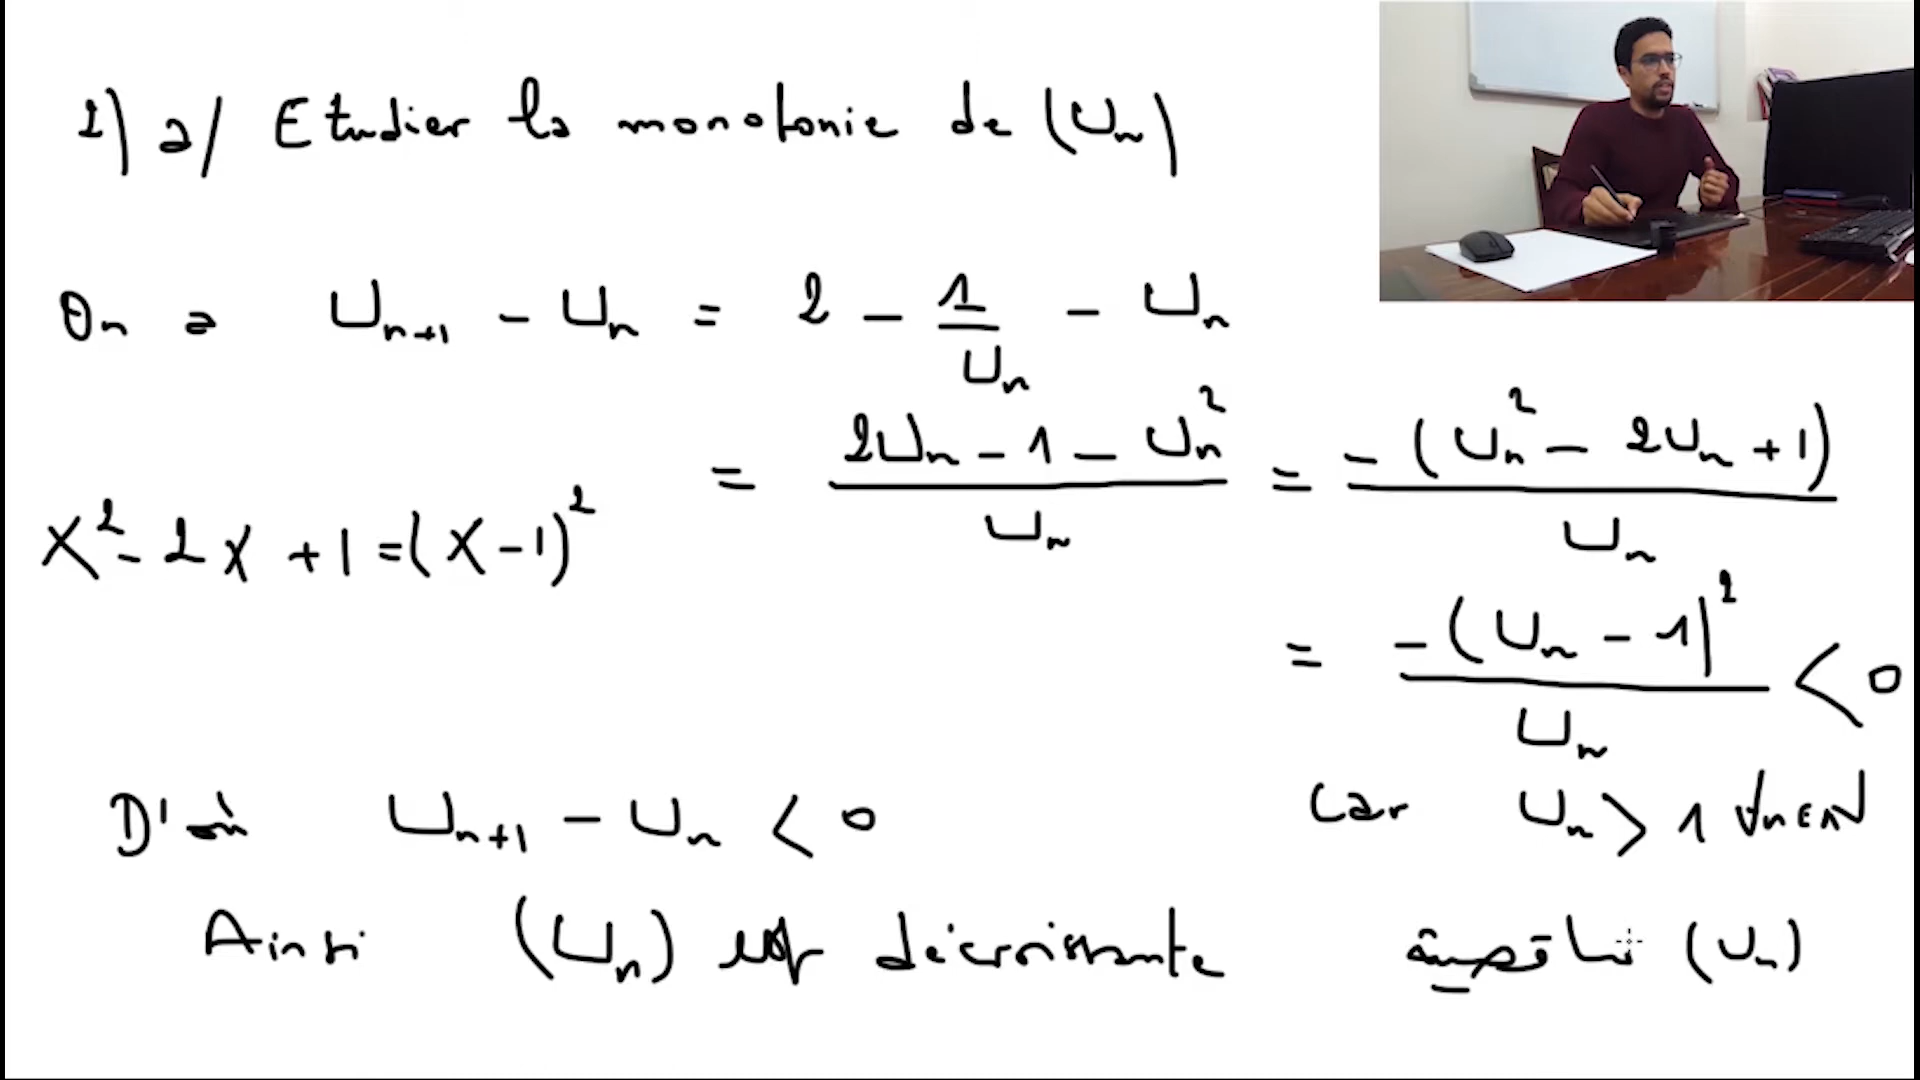 1) a/ Etudier la monotonie de (Un)
On a Un+1 - Un = 2 - 1/Un - Un
= (2Un - 1 - Un²)/Un = -(Un² - 2Un + 1)/Un
x² - 2x + 1 = (x - 1)²
= -(Un - 1)²/Un < 0
D'où Un+1 - Un < 0
car Un > 1 ∀n∈ℕ
Ainsi (Un) est décroissante
(Un) تناقصية